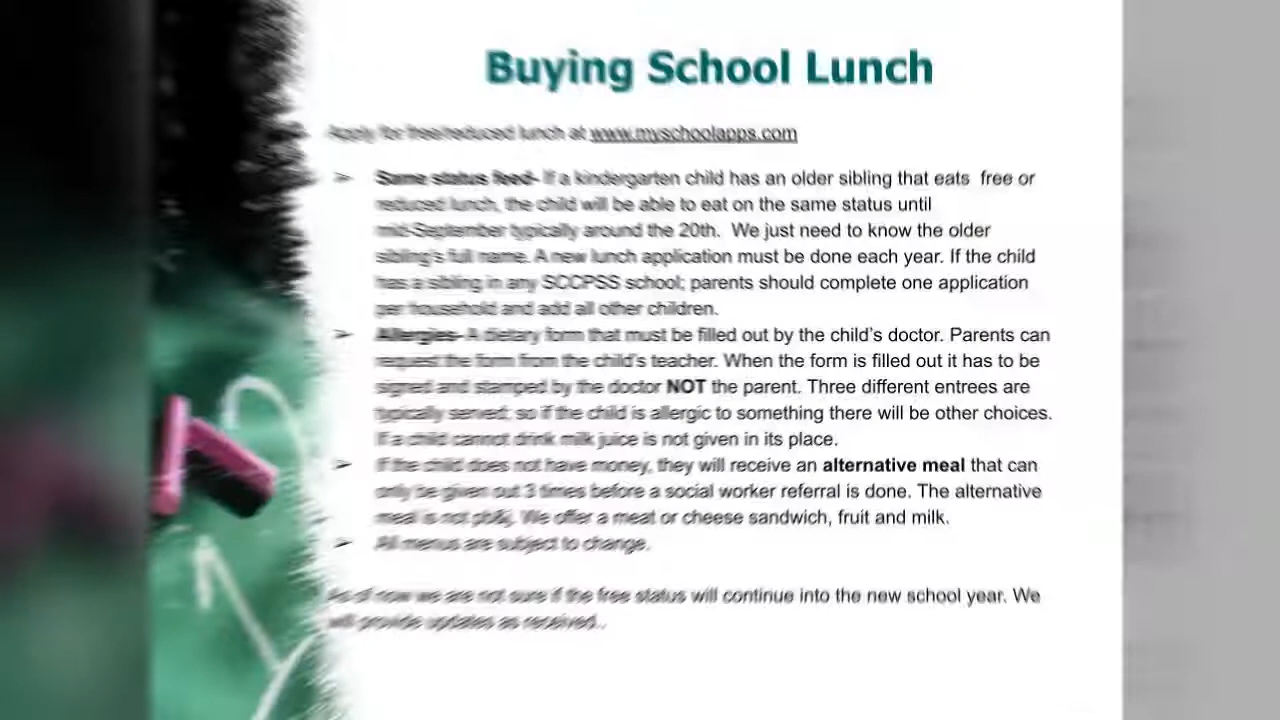 Buying School Lunch
Apply for free/reduced lunch at www.myschoolapps.com
➢ Same status feed- If a kindergarten child has an older sibling that eats free or
reduced lunch, the child will be able to eat on the same status until
mid-September typically around the 20th. We just need to know the older
sibling's full name. A new lunch application must be done each year. If the child
has a sibling in any SCCPSS school; parents should complete one application
per household and add all other children.
➢ Allergies- A dietary form that must be filled out by the child's doctor. Parents can
request the form from the child's teacher. When the form is filled out it has to be
signed and stamped by the doctor NOT the parent. Three different entrees are
typically served; so if the child is allergic to something there will be other choices.
If a child cannot drink milk juice is not given in its place.
➢ If the child does not have money, they will receive an alternative meal that can
only be given out 3 times before a social worker referral is done. The alternative
meal is not pb&j. We offer a meat or cheese sandwich, fruit and milk.
➢ All menus are subject to change.
As of now we are not sure if the free status will continue into the new school year. We
will provide updates as received..